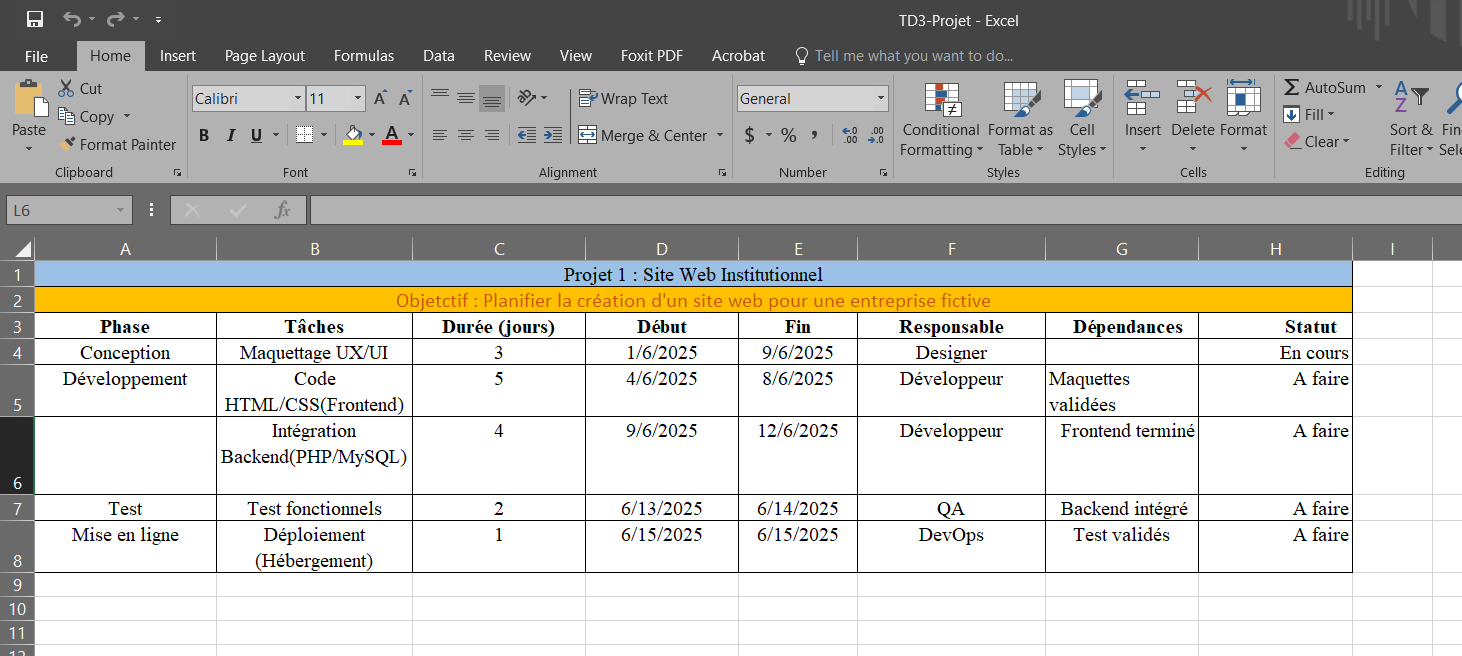 TD3-Projet - Excel
File Home Insert Page Layout Formulas Data Review View Foxit PDF Acrobat Tell me what you want to do...
Paste
Cut
Copy
Format Painter
Clipboard
Calibri 11
B I U
Font
Wrap Text
Merge & Center
Alignment
General
$ % ,
Number
Conditional Formatting
Format as Table
Cell Styles
Styles
Insert Delete Format
Cells
AutoSum
Fill
Clear
Sort & Filter
Editing
L6 fx
A B C D E F G H I
1 Projet 1 : Site Web Institutionnel
2 Objetctif : Planifier la création d'un site web pour une entreprise fictive
3 Phase Tâches Durée (jours) Début Fin Responsable Dépendances Statut
4 Conception Maquettage UX/UI 3 1/6/2025 9/6/2025 Designer En cours
5 Développement Code HTML/CSS(Frontend) 5 4/6/2025 8/6/2025 Développeur Maquettes validées A faire
6 Intégration Backend(PHP/MySQL) 4 9/6/2025 12/6/2025 Développeur Frontend terminé A faire
7 Test Test fonctionnels 2 6/13/2025 6/14/2025 QA Backend intégré A faire
8 Mise en ligne Déploiement (Hébergement) 1 6/15/2025 6/15/2025 DevOps Test validés A faire
9
10
11